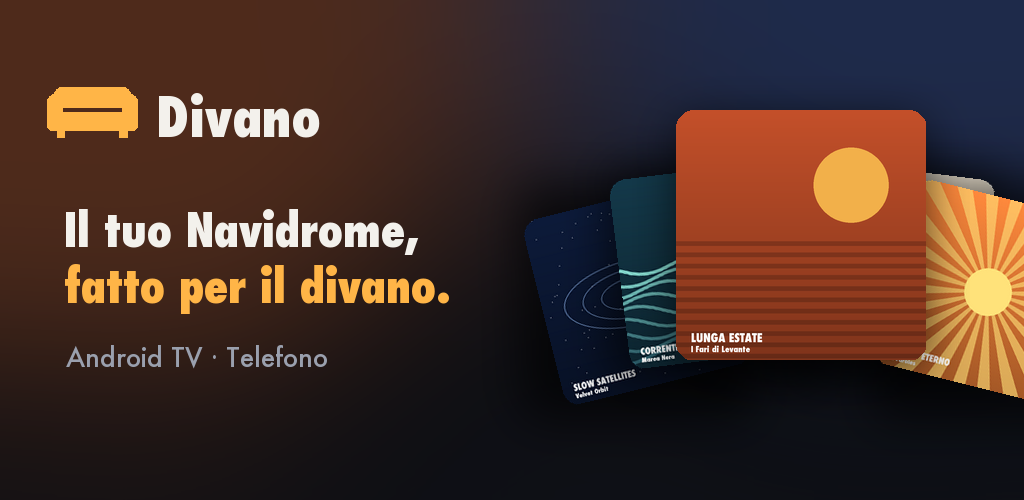 Divano
Il tuo Navidrome,
fatto per il divano.
Android TV · Telefono
SLOW SATELLITES
Velvet Orbit
CORRENT
Marea Nera
LUNGA ESTATE
I Fari di Levante
ETERNO